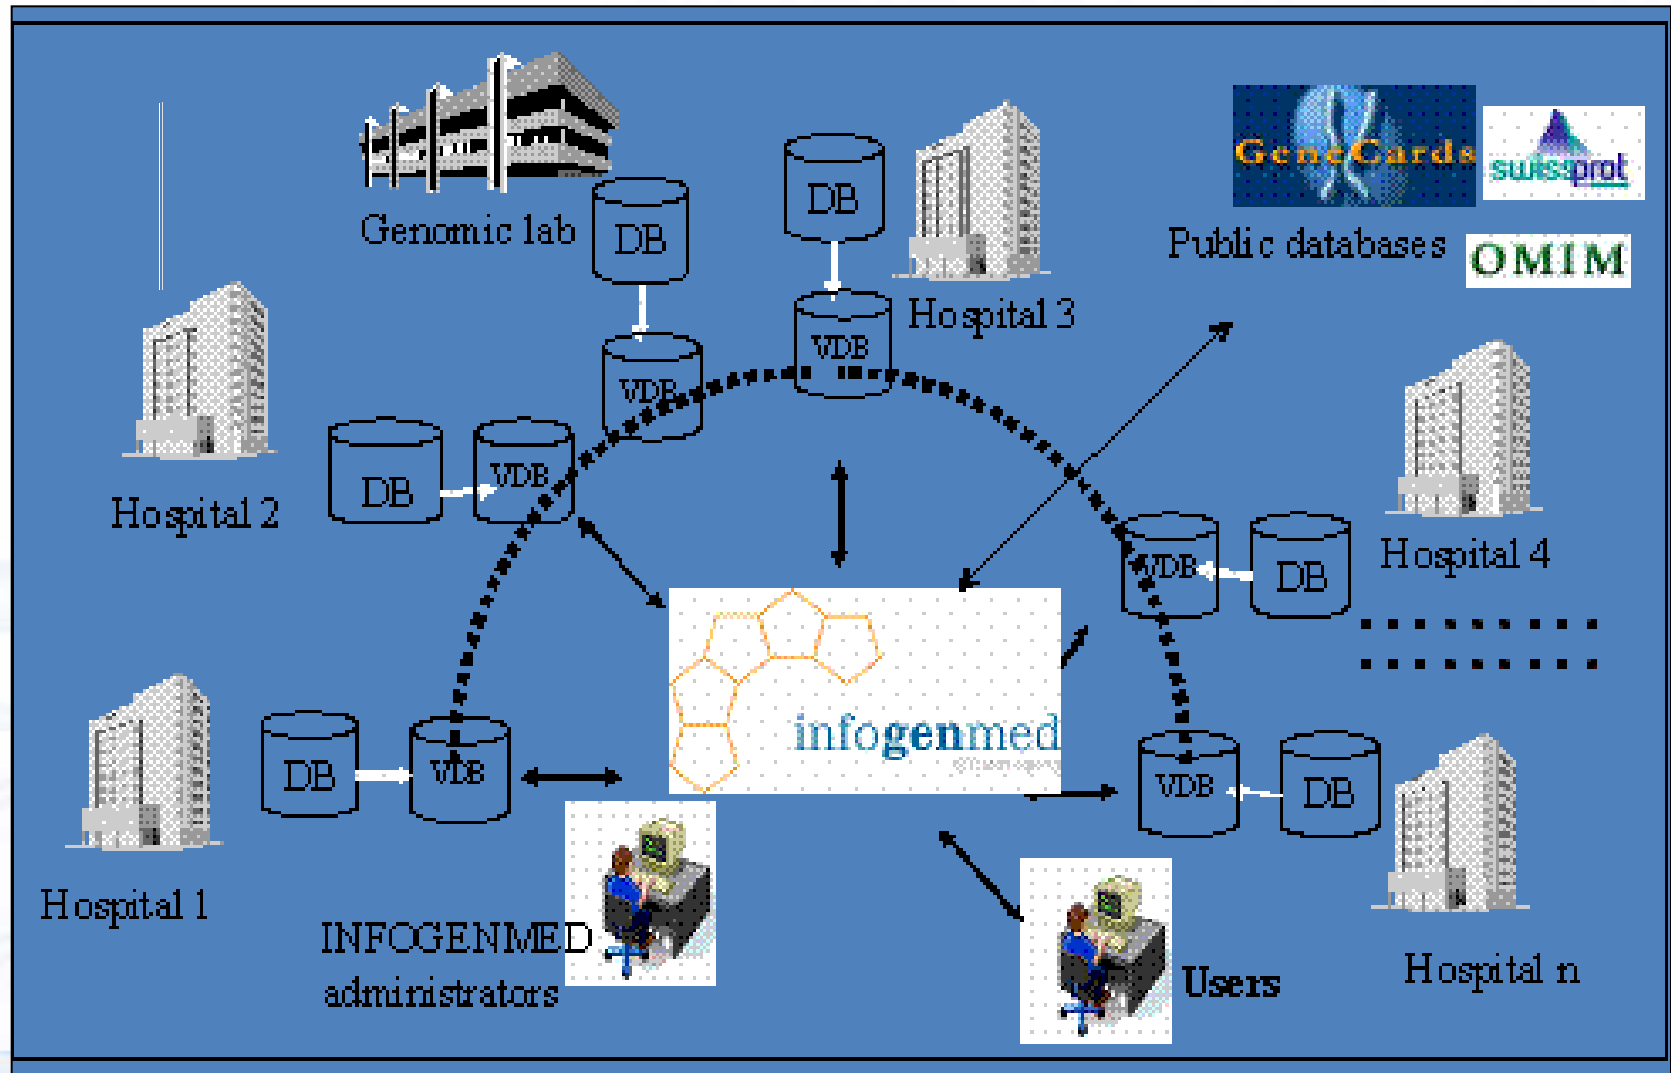 GeneCards
swissprot
DB
Genomic lab
DB
Public databases
OMIM
Hospital 3
VDB
VDB
VDB
DB
Hospital 2
Hospital 4
VDB
DB
infogenmed
DB
VDB
VDB
DB
Hospital 1
INFOGENMED
administrators
Users
Hospital n